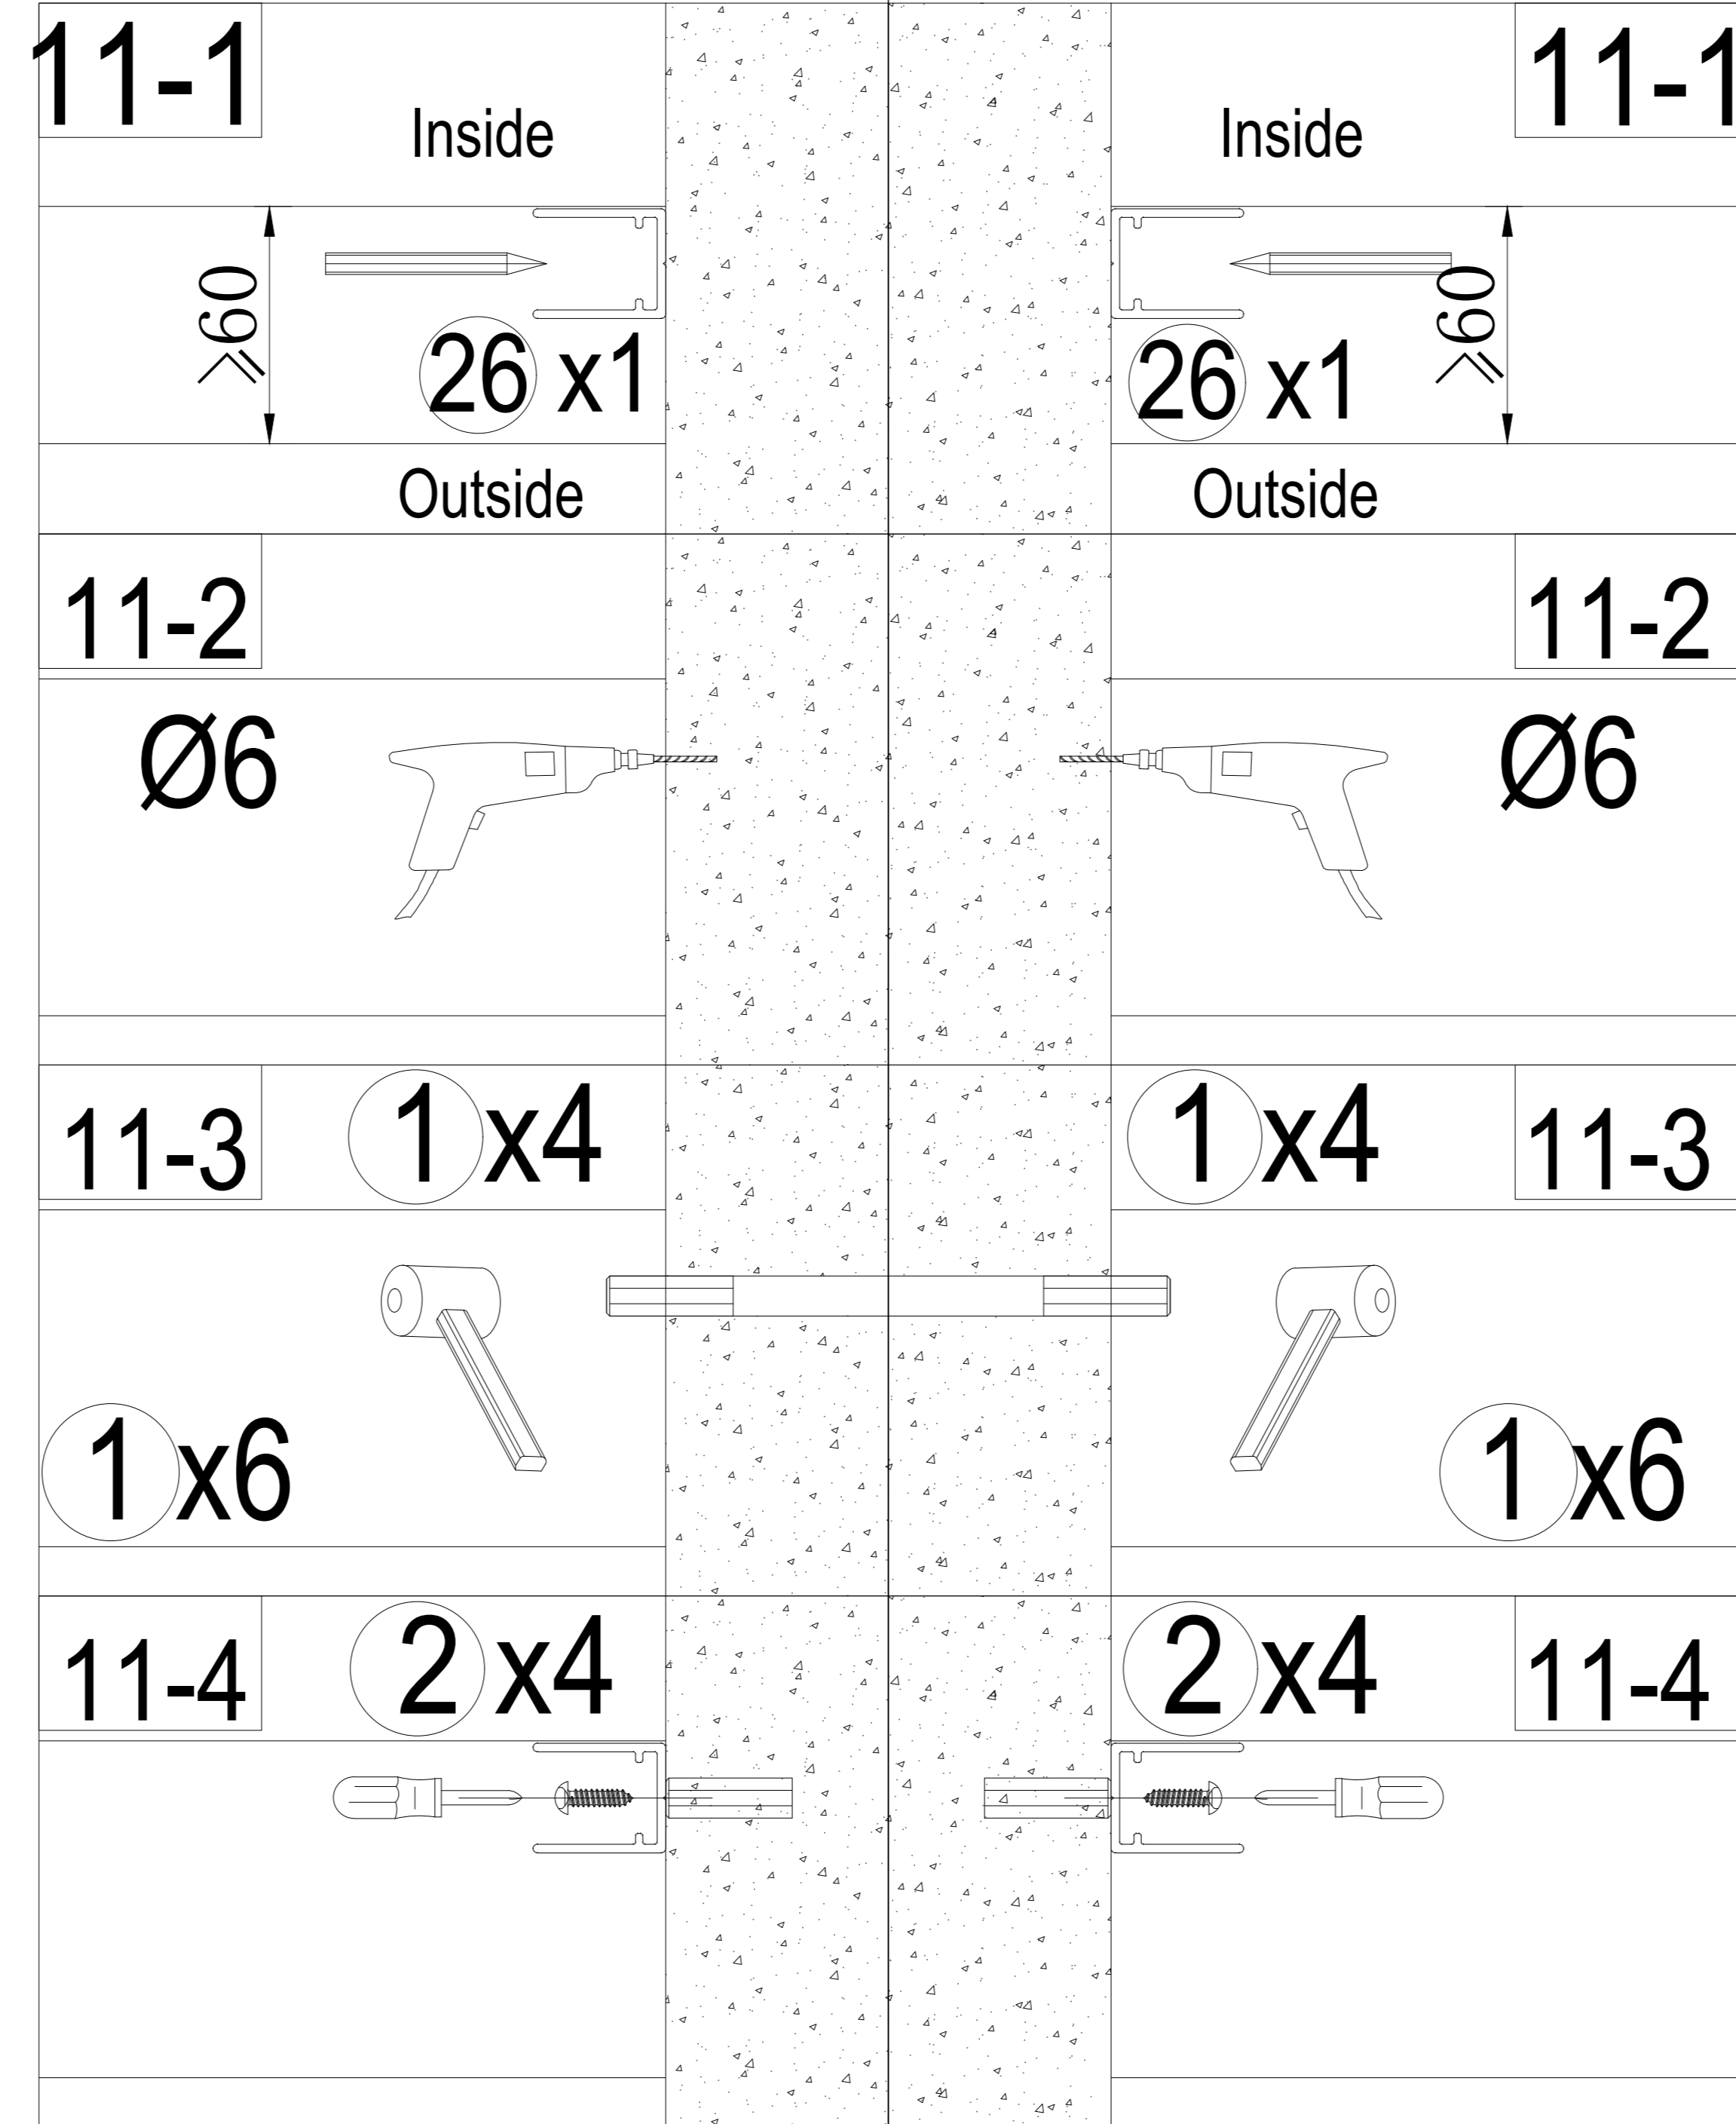 11-1
Inside
Inside
11-1
⩾60
26 x1
26 x1
⩾60
Outside
Outside
11-2
11-2
Ø6
Ø6
11-3
1 x4
1 x4
11-3
1 x6
1 x6
11-4
2 x4
2 x4
11-4